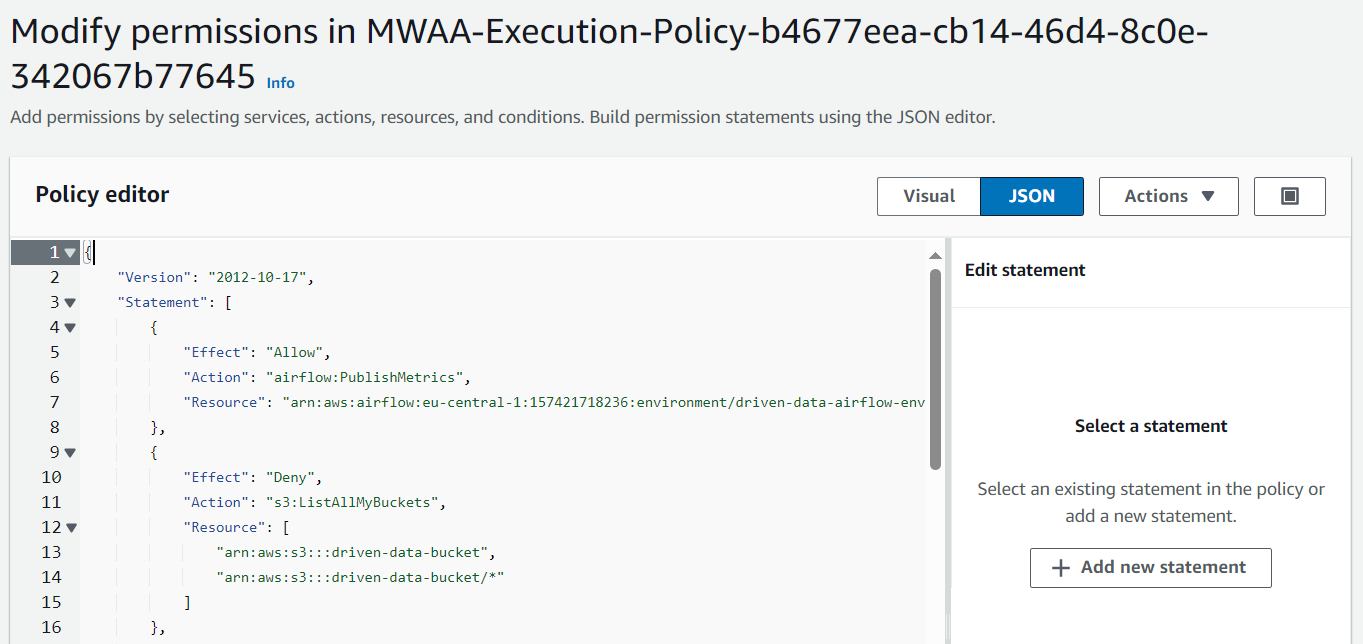 Modify permissions in MWAA-Execution-Policy-b4677eea-cb14-46d4-8c0e-
342067b77645 Info
Add permissions by selecting services, actions, resources, and conditions. Build permission statements using the JSON editor.
Policy editor
Visual
JSON
Actions
1 {
2 "Version": "2012-10-17",
3 "Statement": [
4 {
5 "Effect": "Allow",
6 "Action": "airflow:PublishMetrics",
7 "Resource": "arn:aws:airflow:eu-central-1:157421718236:environment/driven-data-airflow-env
8 },
9 {
10 "Effect": "Deny",
11 "Action": "s3:ListAllMyBuckets",
12 "Resource": [
13 "arn:aws:s3:::driven-data-bucket",
14 "arn:aws:s3:::driven-data-bucket/*"
15 ]
16 },
Edit statement
Select a statement
Select an existing statement in the policy or
add a new statement.
+ Add new statement